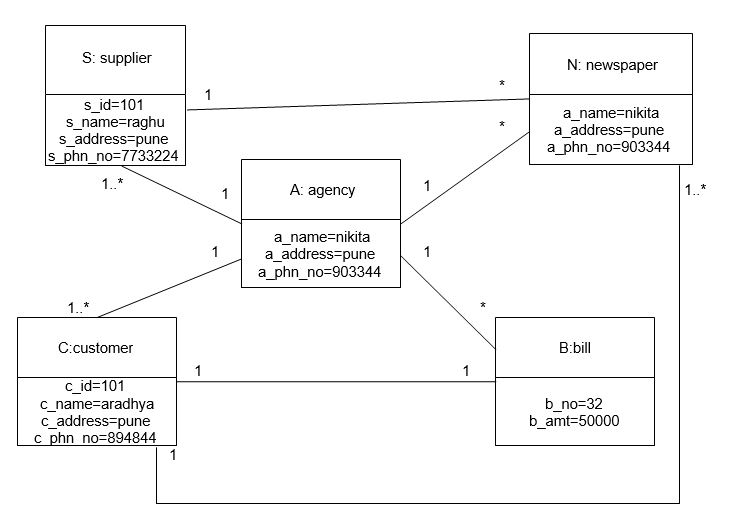 S: supplier
s_id=101
s_name=raghu
s_address=pune
s_phn_no=7733224
1
*
N: newspaper
a_name=nikita
a_address=pune
a_phn_no=903344
*
1..*
1
A: agency
1
1..*
a_name=nikita
a_address=pune
a_phn_no=903344
1
1
1..*
*
C:customer
c_id=101
c_name=aradhya
c_address=pune
c_phn_no=894844
1
1
B:bill
b_no=32
b_amt=50000
1